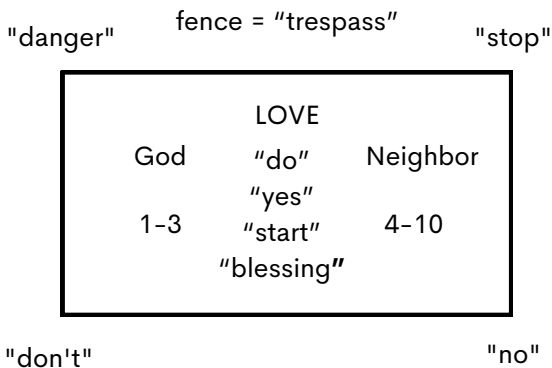 fence = “trespass”
"danger"
"stop"
LOVE
God “do” Neighbor
“yes”
1-3 “start” 4-10
“blessing”
"don't"
"no"